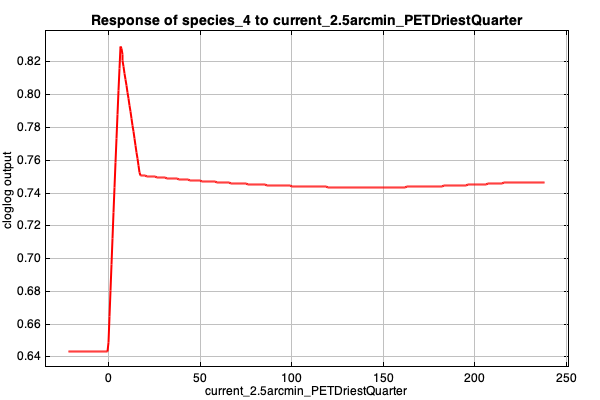 Response of species_4 to current_2.5arcmin_PETDriestQuarter
cloglog output
0.82
0.80
0.78
0.76
0.74
0.72
0.70
0.68
0.66
0.64
0 50 100 150 200 250
current_2.5arcmin_PETDriestQuarter